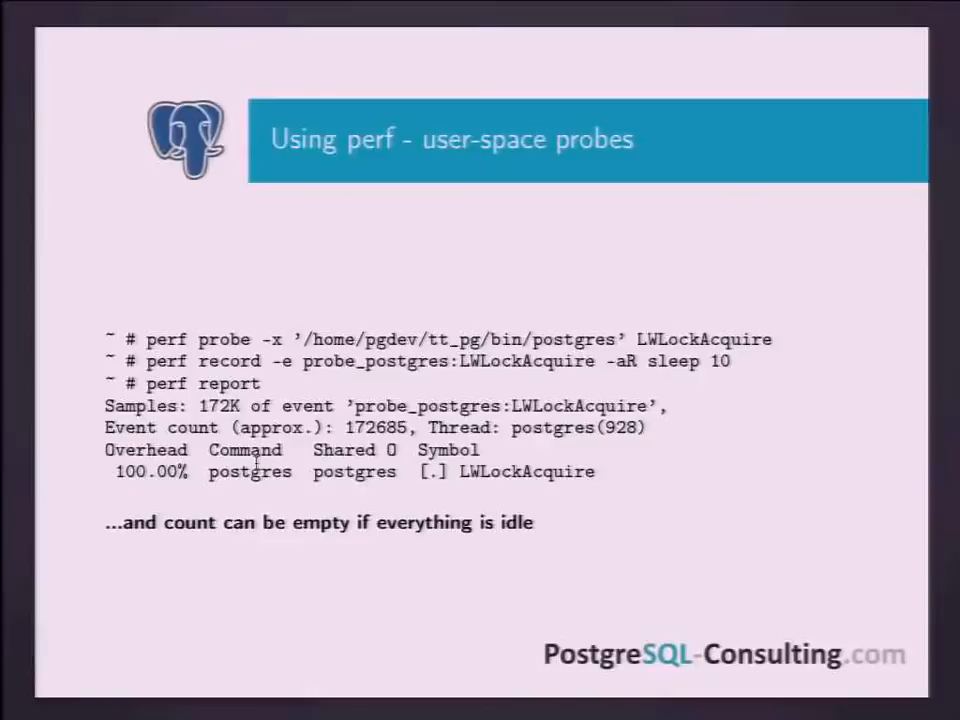 Using perf - user-space probes
~ # perf probe -x '/home/pgdev/tt_pg/bin/postgres' LWLockAcquire
~ # perf record -e probe_postgres:LWLockAcquire -aR sleep 10
~ # perf report
Samples: 172K of event 'probe_postgres:LWLockAcquire',
Event count (approx.): 172685, Thread: postgres(928)
Overhead Command Shared O Symbol
100.00% postgres postgres [.] LWLockAcquire
...and count can be empty if everything is idle
PostgreSQL-Consulting.com